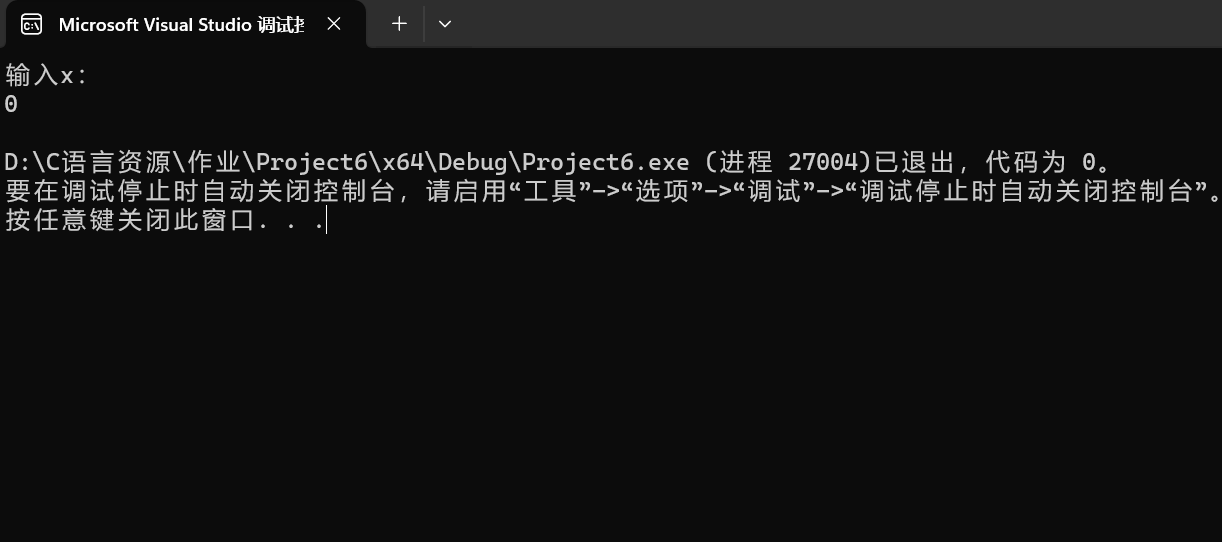 Microsoft Visual Studio 调试
输入x:
0
D:\C语言资源\作业\Project6\x64\Debug\Project6.exe (进程 27004)已退出，代码为 0。
要在调试停止时自动关闭控制台，请启用“工具”->“选项”->“调试”->“调试停止时自动关闭控制台”。
按任意键关闭此窗口. . .